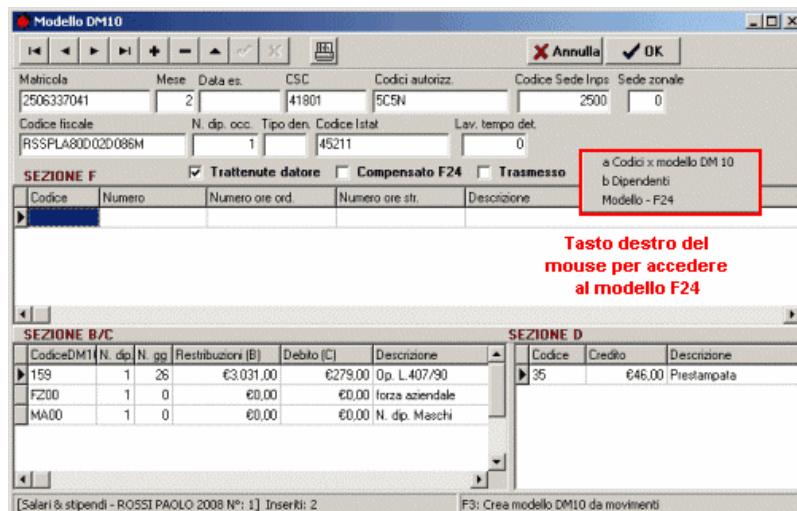 Modello DM10
Annulla OK
Matricola Mese Data es. CSC Codici autorizz. Codice Sede Inps Sede zonale
2506337041 2 41801 5C5N 2500 0
Codice fiscale N. dip. occ. Tipo den. Codice Istat Lav. tempo det.
RSSPLA80D02D086M 1 45211 0
SEZIONE F Trattenute datore Compensato F24 Trasmesso
a Codici x modello DM 10
b Dipendenti
Modello - F24
Codice Numero Numero ore ord. Numero ore str. Descrizione
Tasto destro del
mouse per accedere
al modello F24
SEZIONE B/C
CodiceDM1 N. dip. N. gg Restribuzioni (B) Debito (C) Descrizione
159 1 26 €3.031,00 €279,00 Op. L.407/90
FZ00 1 0 €0,00 €0,00 forza aziendale
MA00 1 0 €0,00 €0,00 N. dip. Maschi
SEZIONE D
Codice Credito Descrizione
35 €46,00 Prestampata
[Salari & stipendi - ROSSI PAOLO 2008 N°: 1] Inseriti: 2 F3: Crea modello DM10 da movimenti